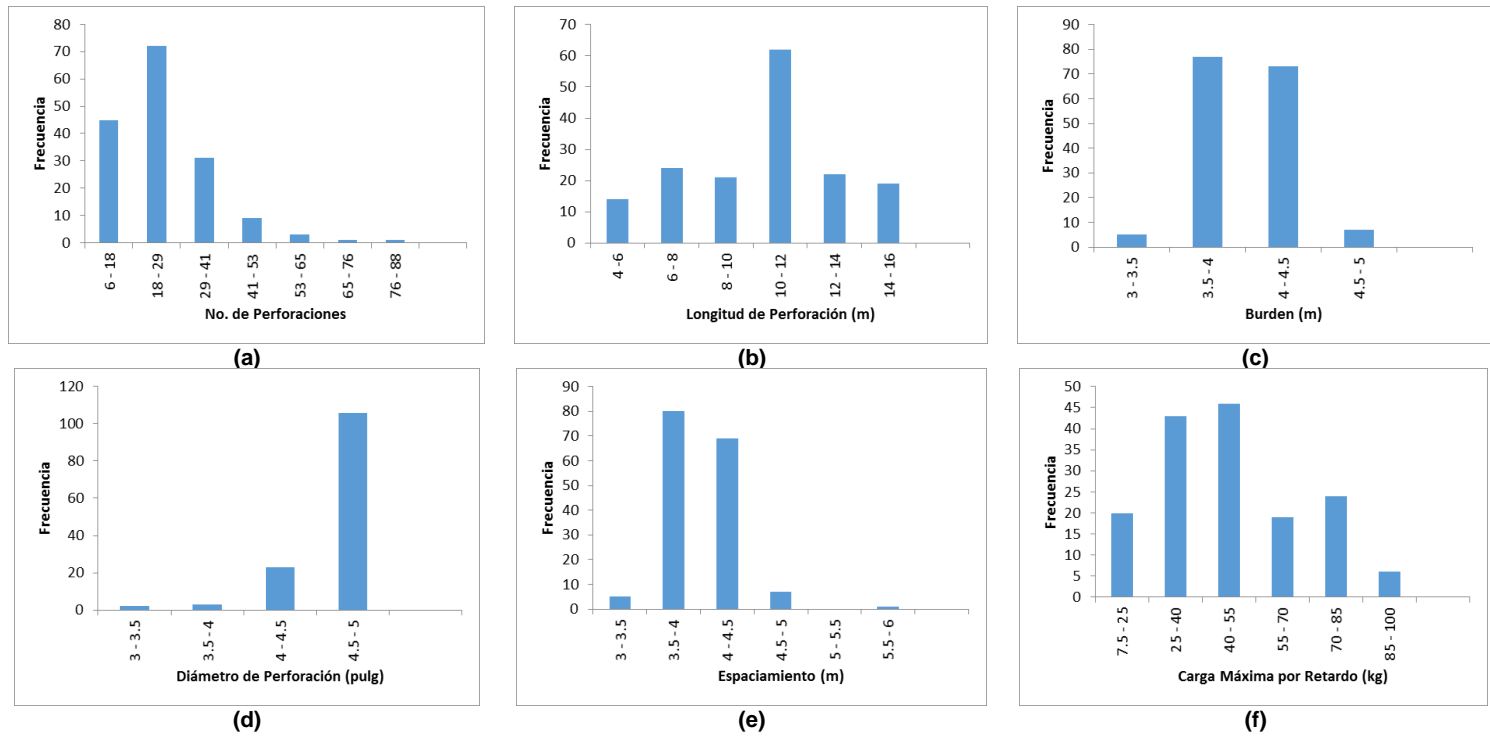 80
70
60
50
40
30
20
10
0
Frecuencia
6 - 18
18 - 29
29 - 41
41 - 53
53 - 65
65 - 76
76 - 88
No. de Perforaciones
(a)
70
60
50
40
30
20
10
0
Frecuencia
4 -6
6 - 8
8 - 10
10 - 12
12 - 14
14 - 16
Longitud de Perforación (m)
(b)
90
80
70
60
50
40
30
20
10
0
Frecuencia
3 - 3.5
3.5 - 4
4 - 4.5
4.5 - 5
Burden (m)
(c)
120
100
80
60
40
20
0
Frecuencia
3 - 3.5
3.5 - 4
4 - 4.5
4.5 - 5
Diámetro de Perforación (pulg)
(d)
90
80
70
60
50
40
30
20
10
0
Frecuencia
3 - 3.5
3.5 - 4
4 - 4.5
4.5 - 5
5 - 5.5
5.5 - 6
Espaciamiento (m)
(e)
50
45
40
35
30
25
20
15
10
5
0
Frecuencia
7.5 - 25
25 - 40
40 - 55
55 - 70
70 - 85
85 - 100
Carga Máxima por Retardo (kg)
(f)